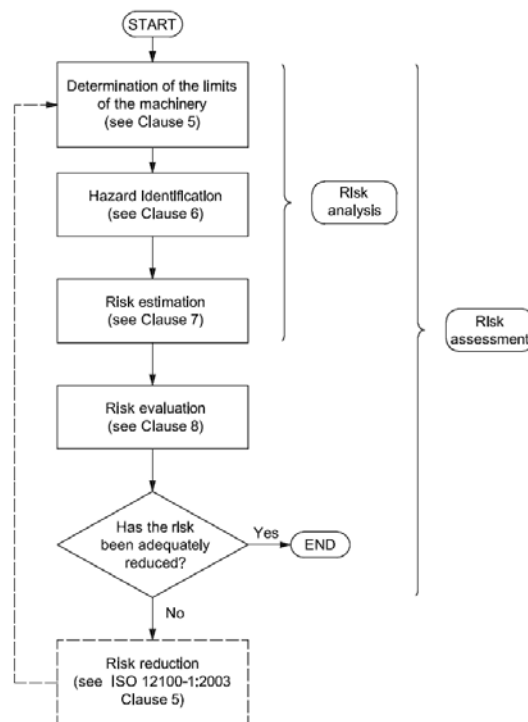 START
Determination of the limits
of the machinery
(see Clause 5)
Hazard Identification
(see Clause 6)
Risk
analysis
Risk estimation
(see Clause 7)
Risk
assessment
Risk evaluation
(see Clause 8)
Has the risk
been adequately
reduced?
Yes
END
No
Risk reduction
(see ISO 12100-1:2003
Clause 5)